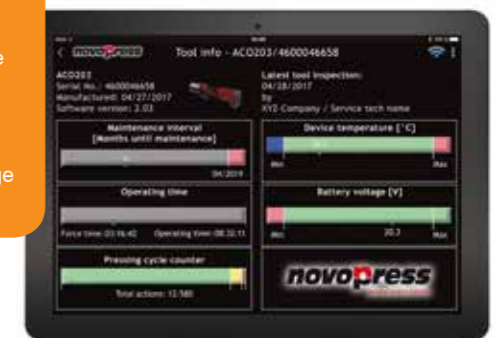 e
ge
novopress
Tool info - ACO203/4600046658
ACO203
Serial No.: 4600046658
Manufactured: 04/27/2017
Software version: 2.03
Latest tool inspection:
04/28/2017
by
XYZ-Company / Service tech name
Maintenance interval
[Months until maintenance]
04/2019
Device temperature [°C]
Min
Max
Operating time
Force time: 03:16:42
Operating time: 08:32:11
Battery voltage [V]
Min
20.3
Max
Pressing cycle counter
Total actions: 12.580
novopress